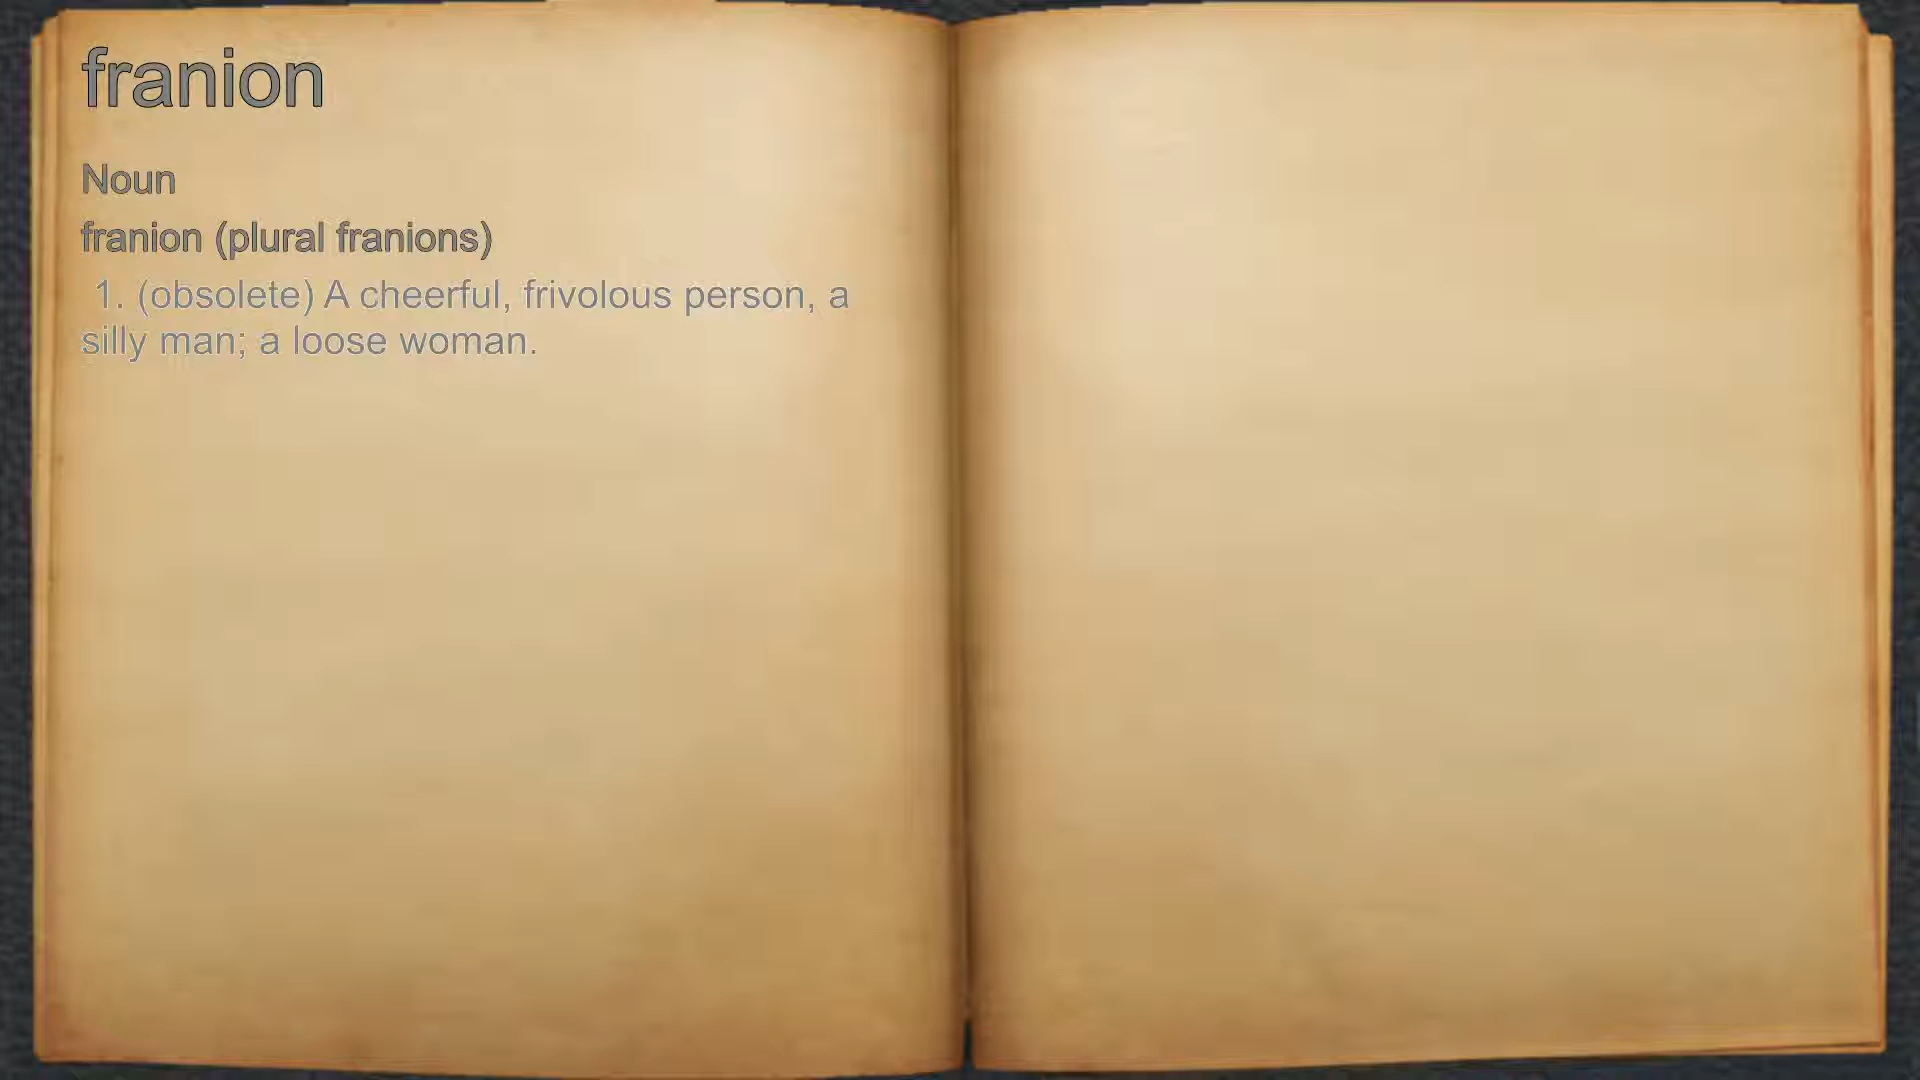 franion
Noun
franion (plural franions)
1. (obsolete) A cheerful, frivolous person, a
silly man; a loose woman.